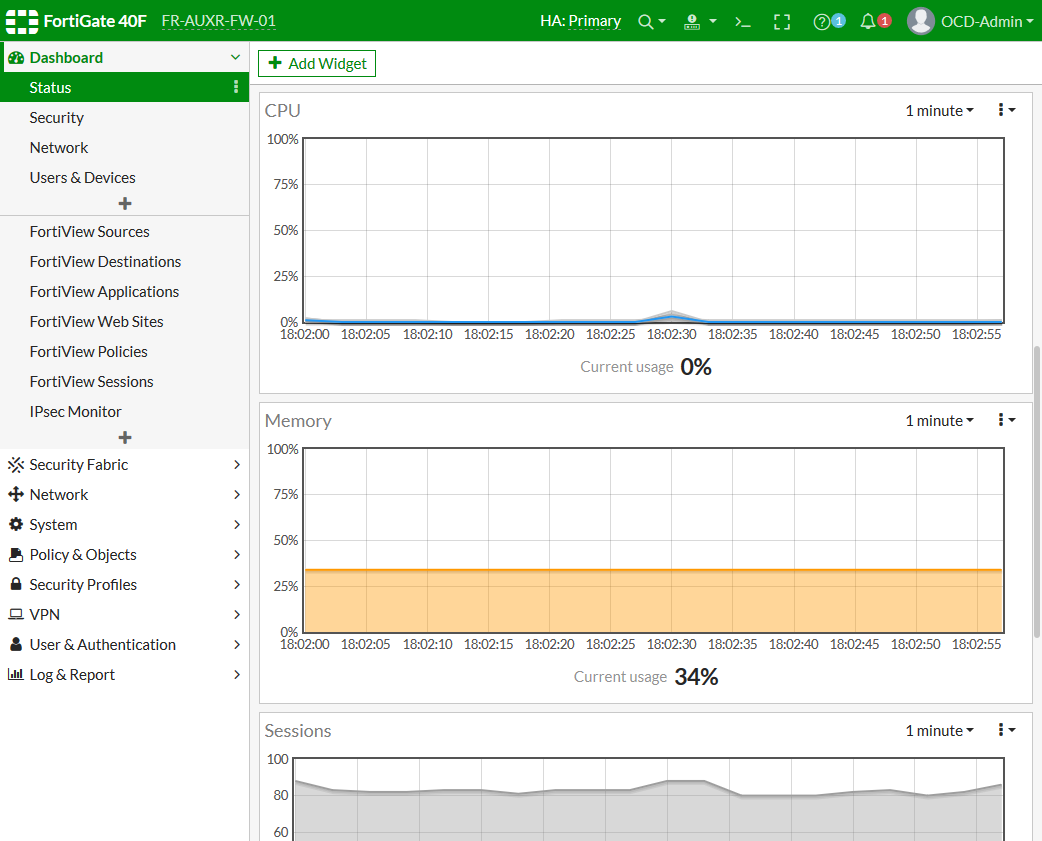 FortiGate 40F FR-AUXR-FW-01 HA: Primary 1 1 OCD-Admin
Dashboard
Status
Security
Network
Users & Devices
FortiView Sources
FortiView Destinations
FortiView Applications
FortiView Web Sites
FortiView Policies
FortiView Sessions
IPsec Monitor
Security Fabric
Network
System
Policy & Objects
Security Profiles
VPN
User & Authentication
Log & Report
Add Widget
CPU 1 minute
100%
75%
50%
25%
0%
18:02:00 18:02:05 18:02:10 18:02:15 18:02:20 18:02:25 18:02:30 18:02:35 18:02:40 18:02:45 18:02:50 18:02:55
Current usage 0%
Memory 1 minute
100%
75%
50%
25%
0%
18:02:00 18:02:05 18:02:10 18:02:15 18:02:20 18:02:25 18:02:30 18:02:35 18:02:40 18:02:45 18:02:50 18:02:55
Current usage 34%
Sessions 1 minute
100
80
60